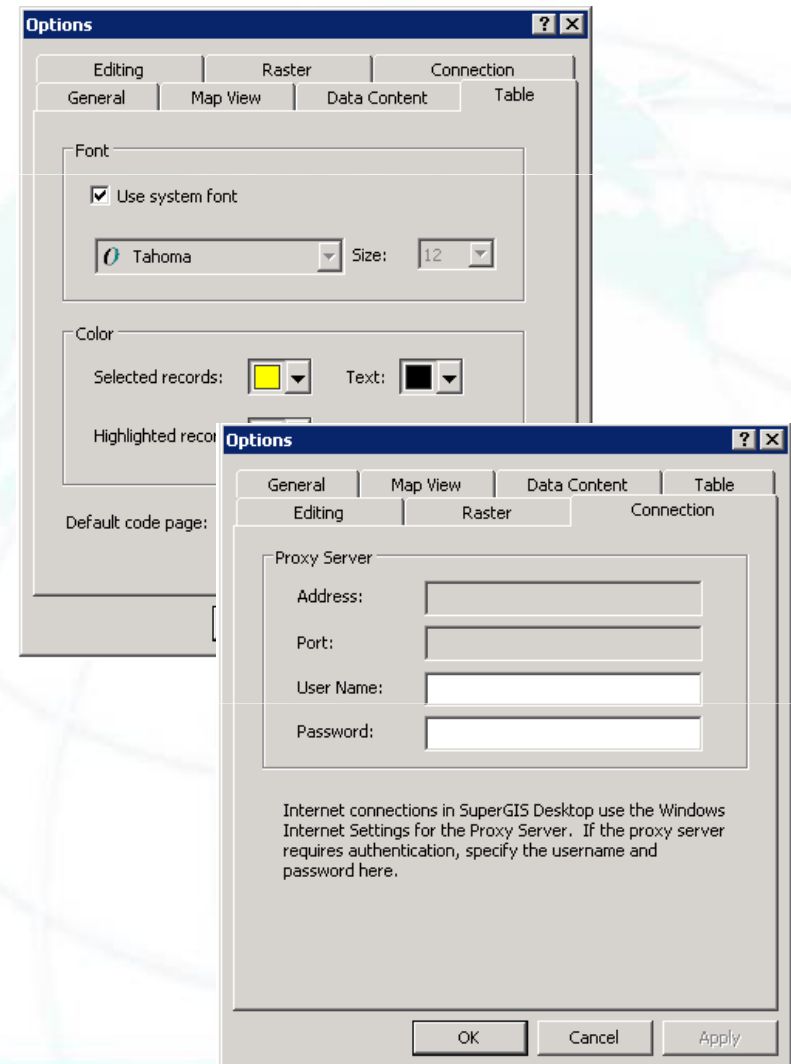 Options
Editing Raster Connection
General Map View Data Content Table
Font
Use system font
Tahoma Size: 12
Color
Selected records: Text:
Highlighted
Default code page:
Options
General Map View Data Content Table
Editing Raster Connection
Proxy Server
Address:
Port:
User Name:
Password:
Internet connections in SuperGIS Desktop use the Windows
Internet Settings for the Proxy Server. If the proxy server
requires authentication, specify the username and
password here.
OK Cancel Apply